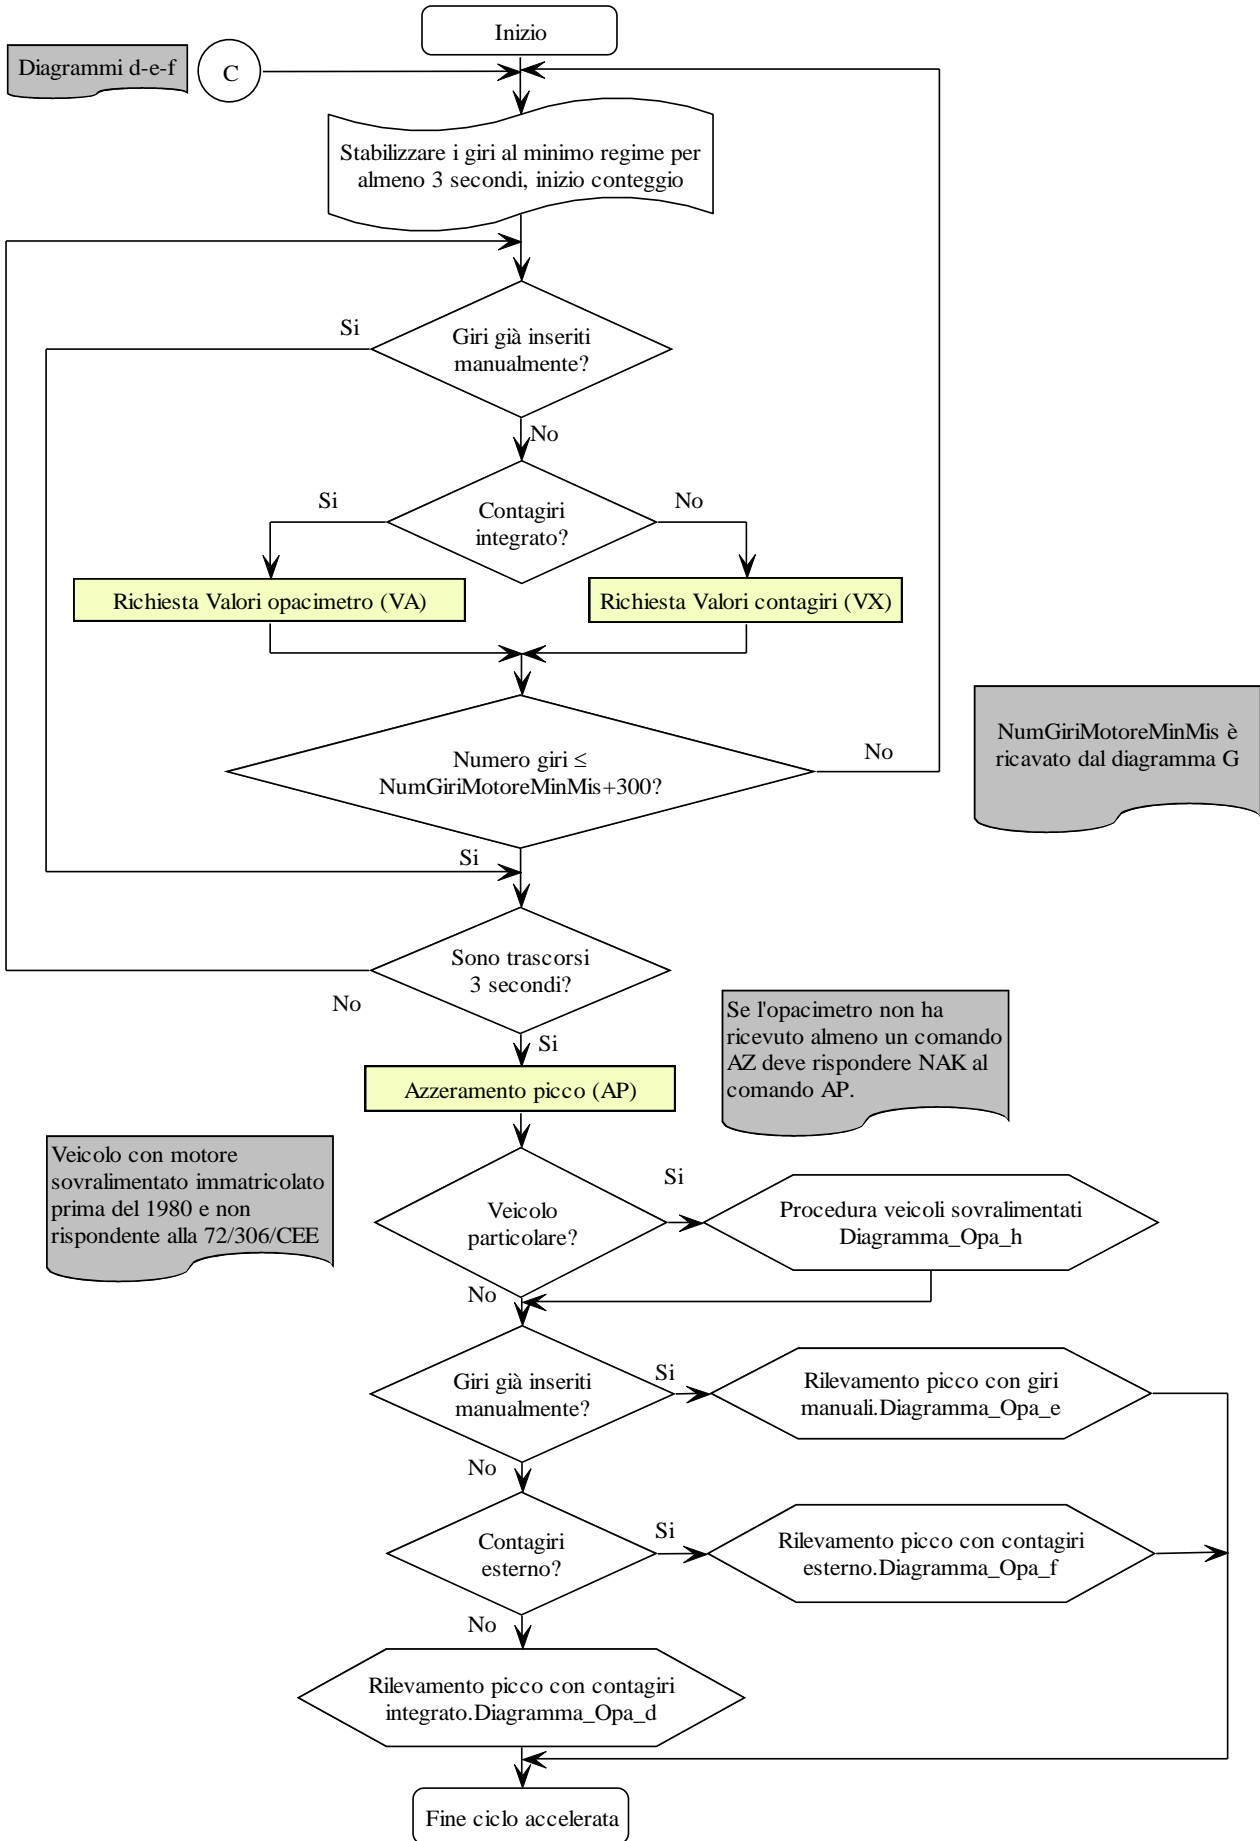 Inizio
Diagrammi d-e-f
C
Stabilizzare i giri al minimo regime per
almeno 3 secondi, inizio conteggio
Si
Giri già inseriti
manualmente?
No
Si
Contagiri
integrato?
No
Richiesta Valori opacimetro (VA)
Richiesta Valori contagiri (VX)
Numero giri ≤
NumGiriMotoreMinMis+300?
No
NumGiriMotoreMinMis è
ricavato dal diagramma G
Si
Sono trascorsi
3 secondi?
No
Si
Se l'opacimetro non ha
ricevuto almeno un comando
AZ deve rispondere NAK al
comando AP.
Azzeramento picco (AP)
Veicolo con motore
sovralimentato immatricolato
prima del 1980 e non
rispondente alla 72/306/CEE
Veicolo
particolare?
Si
Procedura veicoli sovralimentati
Diagramma_Opa_h
No
Giri già inseriti
manualmente?
Si
Rilevamento picco con giri
manuali.Diagramma_Opa_e
No
Contagiri
esterno?
Si
Rilevamento picco con contagiri
esterno.Diagramma_Opa_f
No
Rilevamento picco con contagiri
integrato.Diagramma_Opa_d
Fine ciclo accelerata